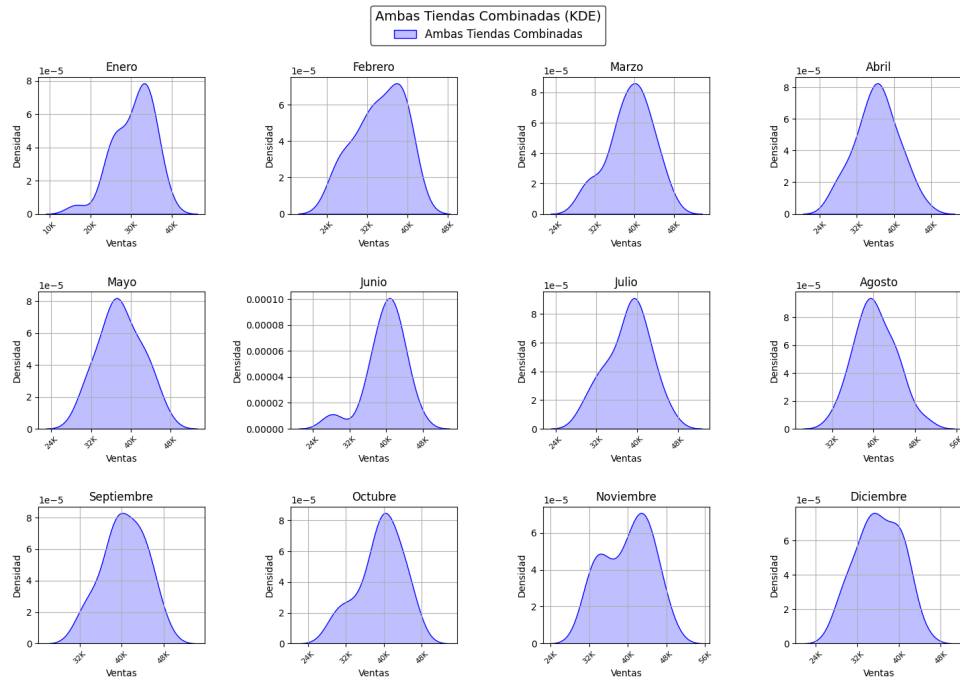 Ambas Tiendas Combinadas (KDE)
Ambas Tiendas Combinadas
Enero
1e−5
8
6
4
2
0
Densidad
10K
20K
30K
40K
Ventas
Febrero
1e−5
6
4
2
0
Densidad
24K
32K
40K
48K
Ventas
Marzo
1e−5
8
6
4
2
0
Densidad
24K
32K
40K
48K
Ventas
Abril
1e−5
8
6
4
2
0
Densidad
24K
32K
40K
48K
Ventas
Mayo
1e−5
8
6
4
2
0
Densidad
24K
32K
40K
48K
Ventas
Junio
0.00010
0.00008
0.00006
0.00004
0.00002
0.00000
Densidad
24K
32K
40K
48K
Ventas
Julio
1e−5
8
6
4
2
0
Densidad
24K
32K
40K
48K
Ventas
Agosto
1e−5
8
6
4
2
0
Densidad
32K
40K
48K
56K
Ventas
Septiembre
1e−5
8
6
4
2
0
Densidad
32K
40K
48K
Ventas
Octubre
1e−5
8
6
4
2
0
Densidad
24K
32K
40K
48K
Ventas
Noviembre
1e−5
6
4
2
0
Densidad
24K
32K
40K
48K
56K
Ventas
Diciembre
1e−5
6
4
2
0
Densidad
24K
32K
40K
48K
Ventas